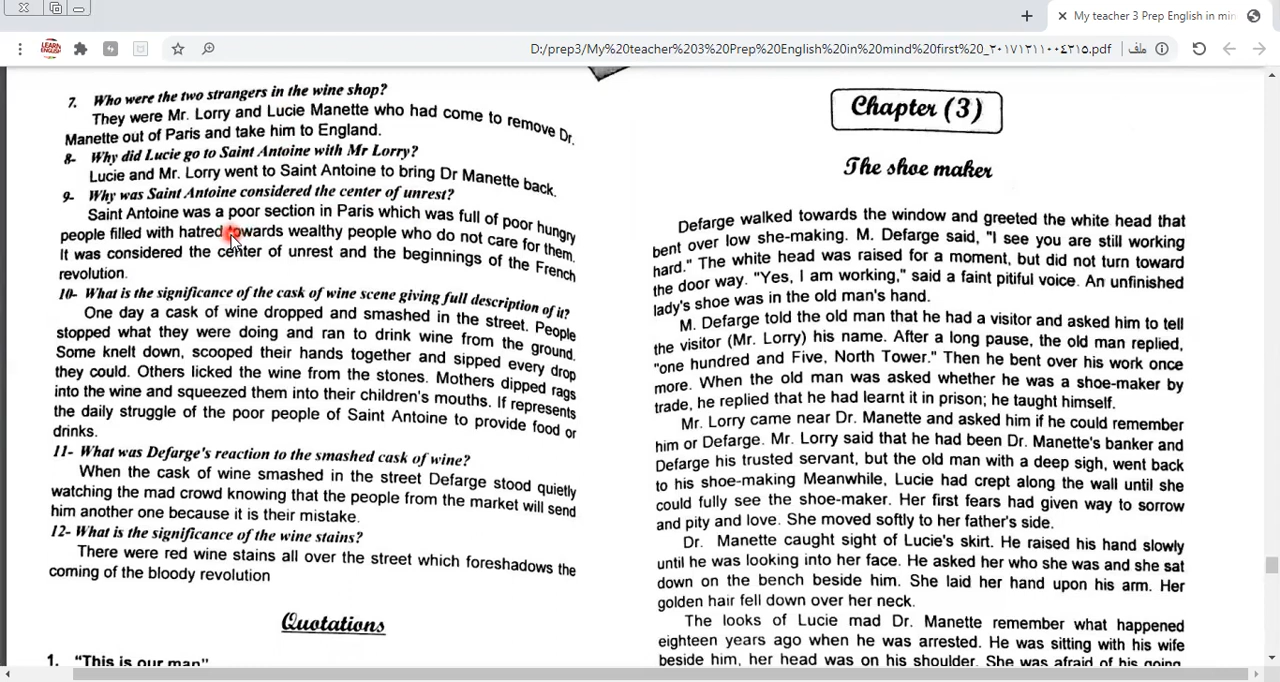 My teacher 3 Prep English in min
D:/prep3/My%20teacher%203%20Prep%20English%20in%20mind%20first%20_٢٠١٧١٢١١٠٠٤٢١٥.pdf | ملف
7. Who were the two strangers in the wine shop?
They were Mr. Lorry and Lucie Manette who had come to remove Dr.
Manette out of Paris and take him to England.
8- Why did Lucie go to Saint Antoine with Mr Lorry?
Lucie and Mr. Lorry went to Saint Antoine to bring Dr Manette back.
9- Why was Saint Antoine considered the center of unrest?
Saint Antoine was a poor section in Paris which was full of poor hungry
people filled with hatred towards wealthy people who do not care for them.
It was considered the center of unrest and the beginnings of the French
revolution.
10- What is the significance of the cask of wine scene giving full description of it?
One day a cask of wine dropped and smashed in the street. People
stopped what they were doing and ran to drink wine from the ground.
Some knelt down, scooped their hands together and sipped every drop
they could. Others licked the wine from the stones. Mothers dipped rags
into the wine and squeezed them into their children's mouths. If represents
the daily struggle of the poor people of Saint Antoine to provide food or
drinks.
11- What was Defarge's reaction to the smashed cask of wine?
When the cask of wine smashed in the street Defarge stood quietly
watching the mad crowd knowing that the people from the market will send
him another one because it is their mistake.
12- What is the significance of the wine stains?
There were red wine stains all over the street which foreshadows the
coming of the bloody revolution
Quotations
1. "This is our man"
Chapter (3)
The shoe maker
Defarge walked towards the window and greeted the white head that
bent over low she-making. M. Defarge said, "I see you are still working
hard." The white head was raised for a moment, but did not turn toward
the door way. "Yes, I am working," said a faint pitiful voice. An unfinished
lady's shoe was in the old man's hand.
M. Defarge told the old man that he had a visitor and asked him to tell
the visitor (Mr. Lorry) his name. After a long pause, the old man replied,
"one hundred and Five, North Tower." Then he bent over his work once
more. When the old man was asked whether he was a shoe-maker by
trade, he replied that he had learnt it in prison; he taught himself.
Mr. Lorry came near Dr. Manette and asked him if he could remember
him or Defarge. Mr. Lorry said that he had been Dr. Manette's banker and
Defarge his trusted servant, but the old man with a deep sigh, went back
to his shoe-making Meanwhile, Lucie had crept along the wall until she
could fully see the shoe-maker. Her first fears had given way to sorrow
and pity and love. She moved softly to her father's side.
Dr. Manette caught sight of Lucie's skirt. He raised his hand slowly
until he was looking into her face. He asked her who she was and she sat
down on the bench beside him. She laid her hand upon his arm. Her
golden hair fell down over her neck.
The looks of Lucie mad Dr. Manette remember what happened
eighteen years ago when he was arrested. He was sitting with his wife
beside him, her head was on his shoulder. She was afraid of his going